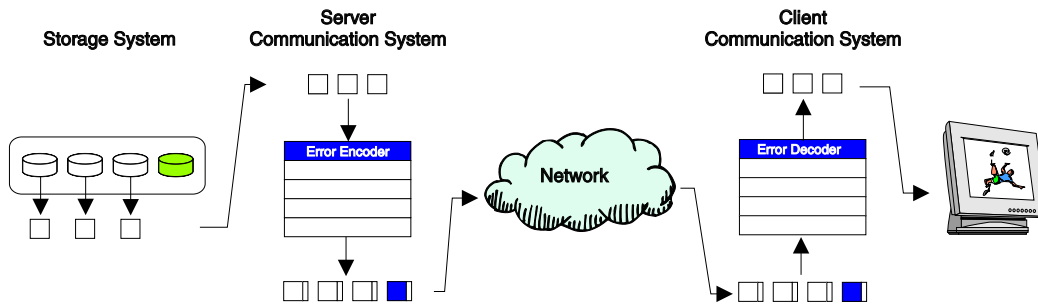 Storage System
Server
Communication System
Client
Communication System
Error Encoder
Network
Error Decoder